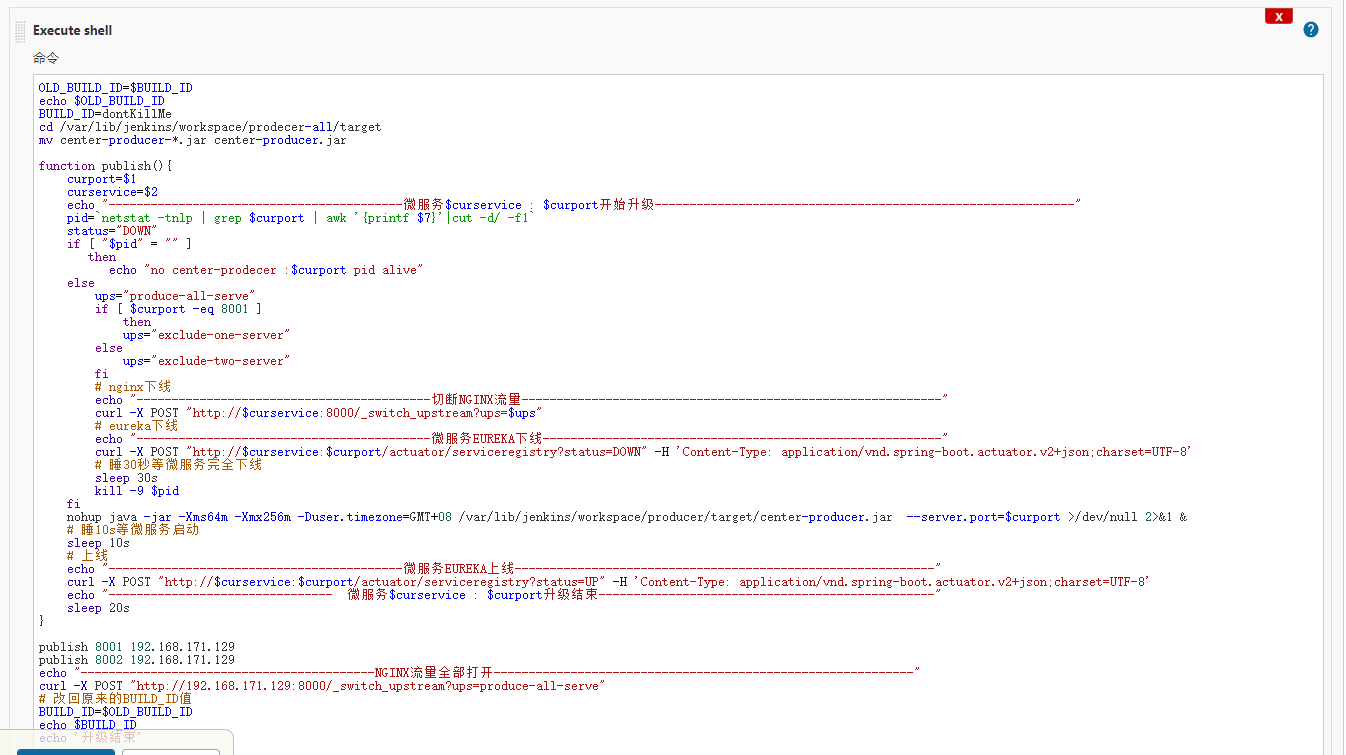 x
Execute shell
?
命令
OLD_BUILD_ID=$BUILD_ID
echo $OLD_BUILD_ID
BUILD_ID=dontKillMe
cd /var/lib/jenkins/workspace/prodecer-all/target
mv center-producer-*.jar center-producer.jar
function publish(){
curport=$1
curservice=$2
echo "------------------------------------------微服务$curservice : $curport开始升级------------------------------------------------------------"
pid=`netstat -tnlp | grep $curport | awk '{printf $7}'|cut -d/ -f1`
status="DOWN"
if [ "$pid" = "" ]
then
echo "no center-prodecer :$curport pid alive"
else
ups="produce-all-serve"
if [ $curport -eq 8001 ]
then
ups="exclude-one-server"
else
ups="exclude-two-server"
fi
# nginx下线
echo "------------------------------------------切断NGINX流量------------------------------------------------------------"
curl -X POST "http://$curservice:8000/_switch_upstream?ups=$ups"
# eureka下线
echo "------------------------------------------微服务EUREKA下线---------------------------------------------------------"
curl -X POST "http://$curservice:$curport/actuator/serviceregistry?status=DOWN" -H 'Content-Type: application/vnd.spring-boot.actuator.v2+json;charset=UTF-8'
# 睡30秒等微服务完全下线
sleep 30s
kill -9 $pid
fi
nohup java -jar -Xms64m -Xmx256m -Duser.timezone=GMT+08 /var/lib/jenkins/workspace/producer/target/center-producer.jar  --server.port=$curport >/dev/null 2>&1 &
# 睡10s等微服务启动
sleep 10s
# 上线
echo "------------------------------------------微服务EUREKA上线------------------------------------------------------------"
curl -X POST "http://$curservice:$curport/actuator/serviceregistry?status=UP" -H 'Content-Type: application/vnd.spring-boot.actuator.v2+json;charset=UTF-8'
echo "--------------------------------  微服务$curservice : $curport升级结束------------------------------------------------"
sleep 20s
}
publish 8001 192.168.171.129
publish 8002 192.168.171.129
echo "------------------------------------------NGINX流量全部打开------------------------------------------------------------"
curl -X POST "http://192.168.171.129:8000/_switch_upstream?ups=produce-all-serve"
# 改回原来的BUILD_ID值
BUILD_ID=$OLD_BUILD_ID
echo $BUILD_ID
echo '升级结束'